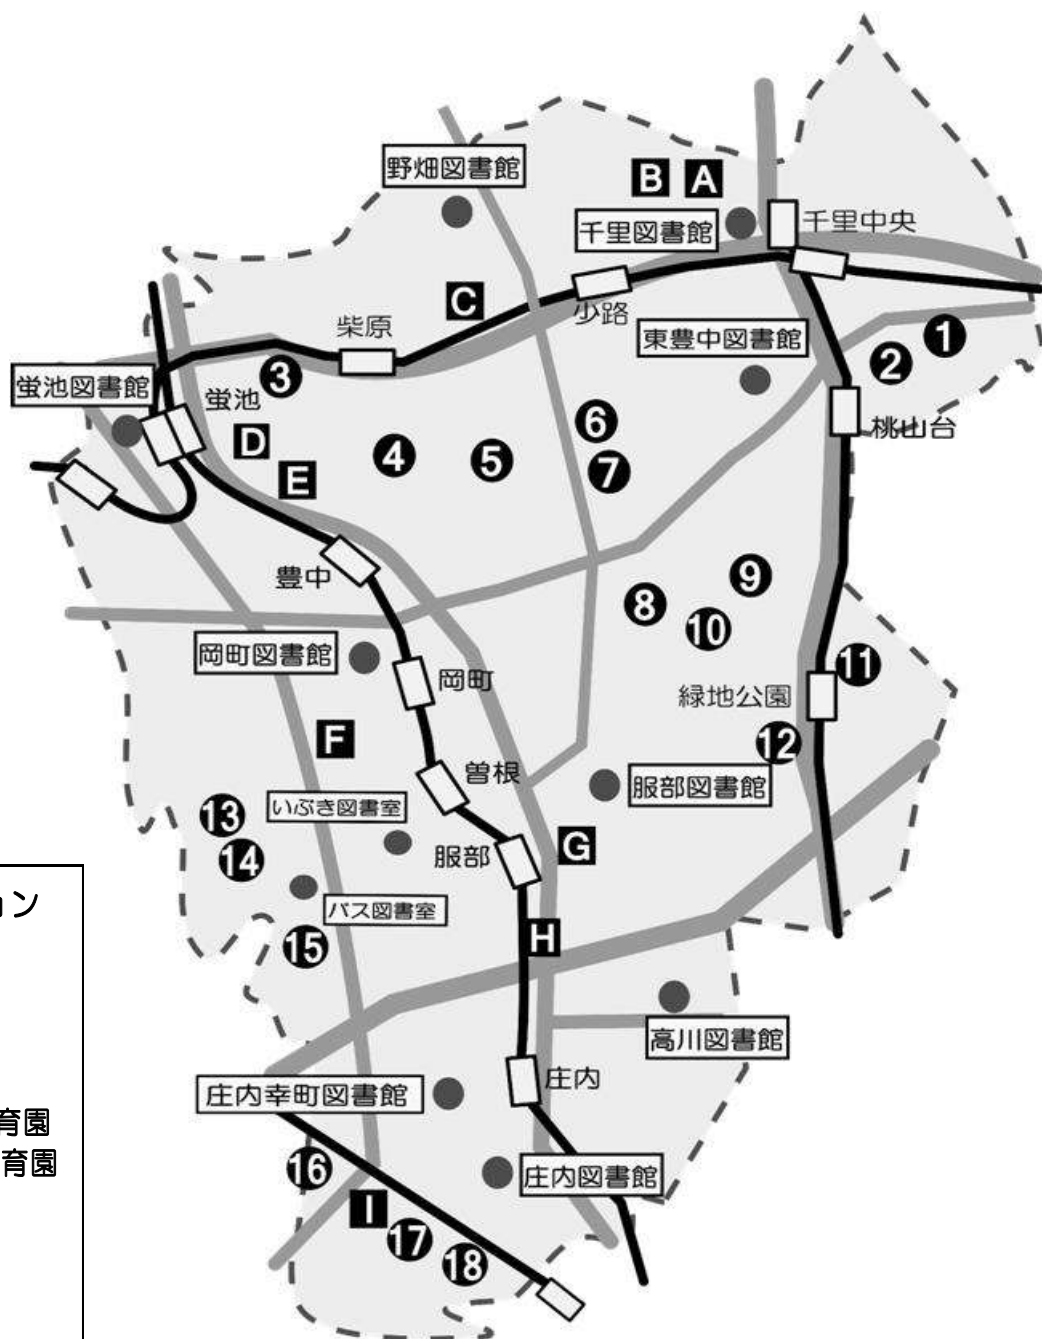 野畑図書館
B
A
千里図書館
千里中央
C
少路
柴原
東豊中図書館
1
2
蛍池図書館
3
蛍池
桃山台
6
D
4
5
7
E
豊中
9
8
10
岡町図書館
11
岡町
緑地公園
F
12
曽根
服部図書館
いぶき図書室
13
服部
G
14
パス図書室
ョン
15
H
高川図書館
庄内
庄内幸町図書館
育園
育園
16
庄内図書館
I
17
18